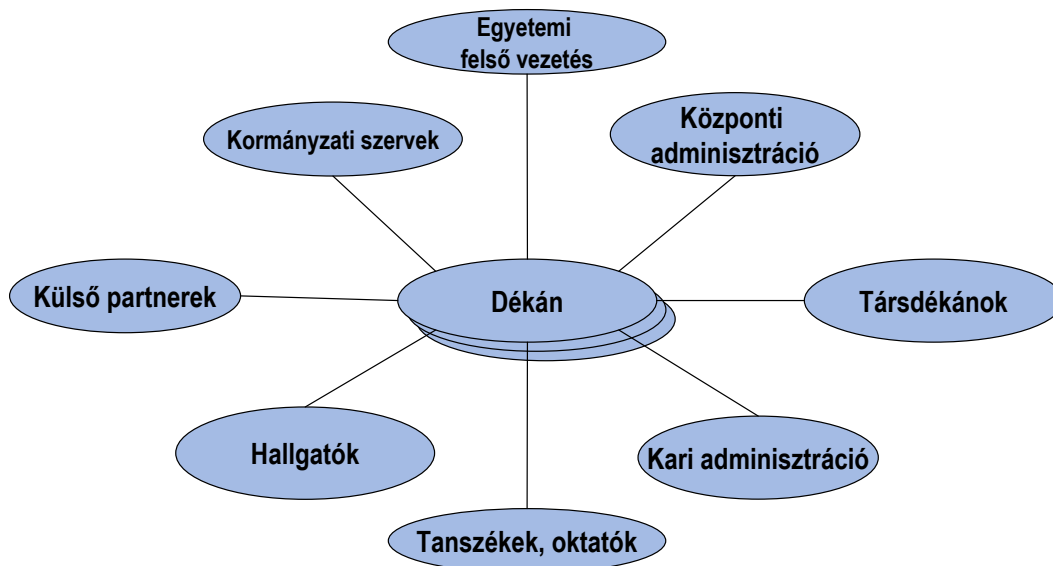 Egyetemi
felső vezetés
Kormányzati szervek
Központi
adminisztráció
Külső partnerek
Dékán
Társdékánok
Hallgatók
Kari adminisztráció
Tanszékek, oktatók